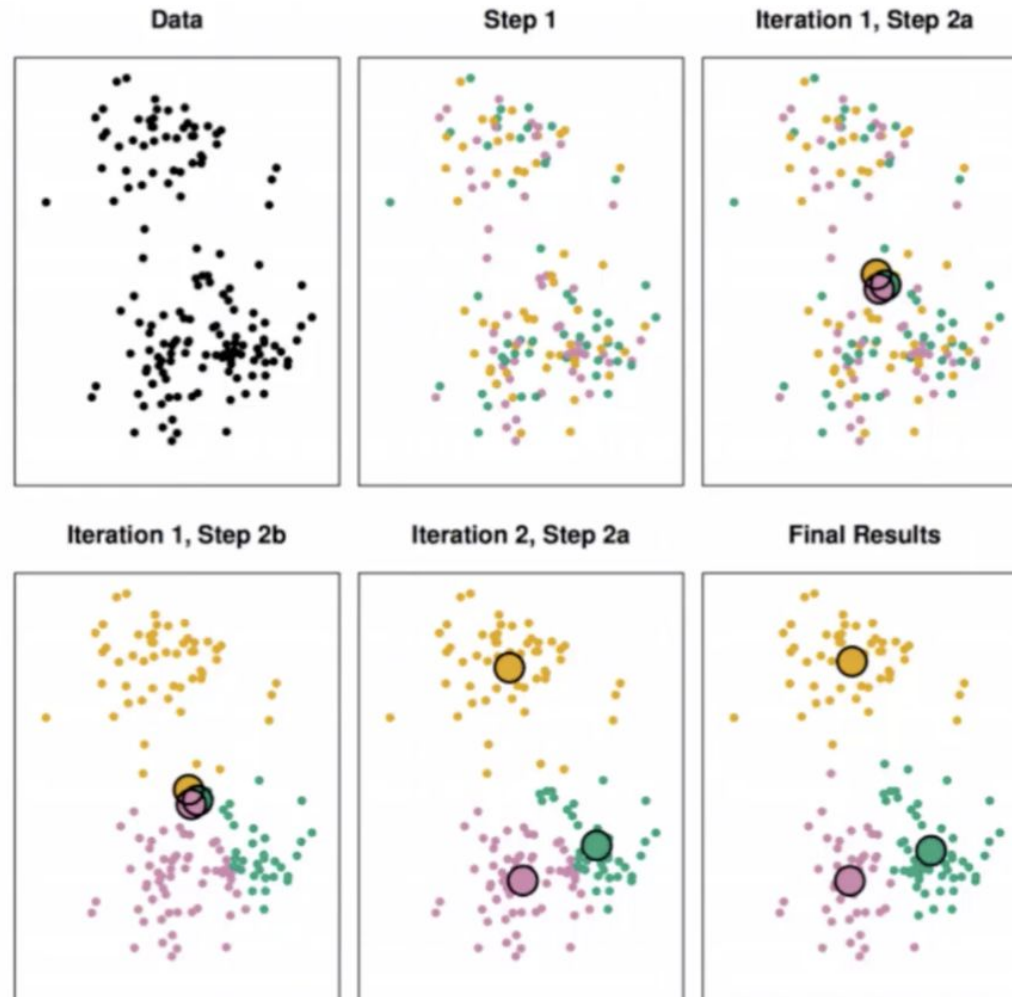 Data
Step 1
Iteration 1, Step 2a
Iteration 1, Step 2b
Iteration 2, Step 2a
Final Results